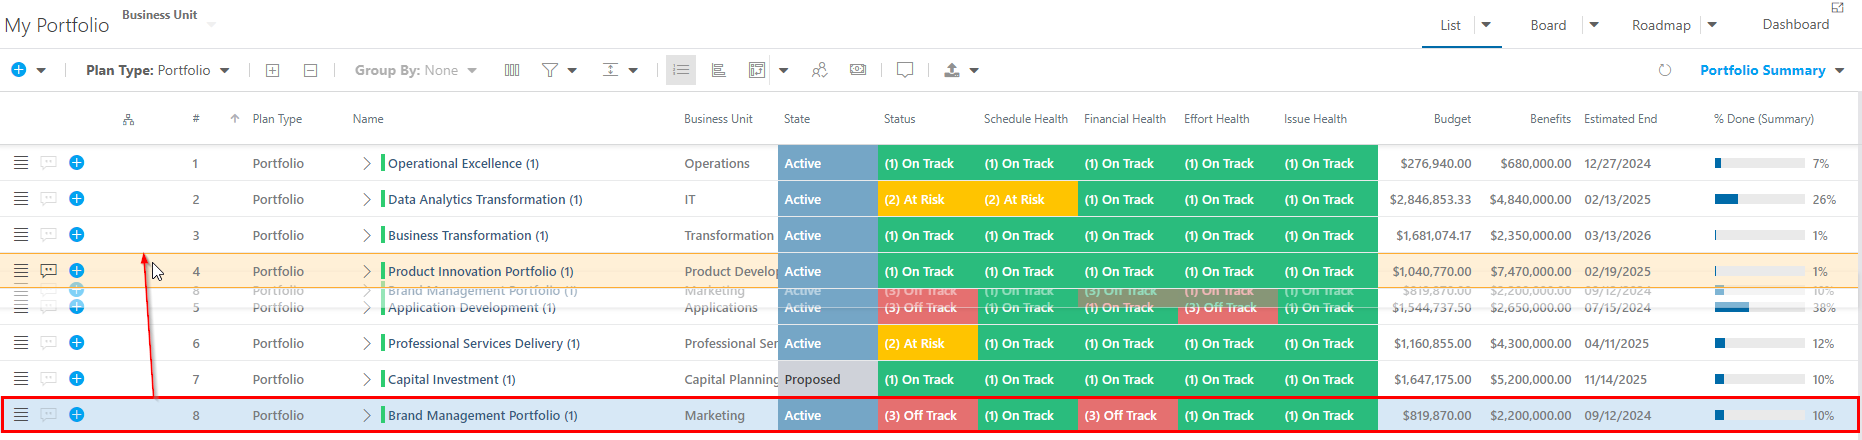 My Portfolio Business Unit List Board Roadmap Dashboard
Plan Type: Portfolio Group By: None Portfolio Summary
# Plan Type Name Business Unit State Status Schedule Health Financial Health Effort Health Issue Health Budget Benefits Estimated End % Done (Summary)
1 Portfolio Operational Excellence (1) Operations Active (1) On Track (1) On Track (1) On Track (1) On Track (1) On Track $276,940.00 $680,000.00 12/27/2024 7%
2 Portfolio Data Analytics Transformation (1) IT Active (2) At Risk (2) At Risk (1) On Track (1) On Track (1) On Track $2,846,853.33 $4,840,000.00 02/13/2025 26%
3 Portfolio Business Transformation (1) Transformation Active (1) On Track (1) On Track (1) On Track (1) On Track (1) On Track $1,681,074.17 $2,350,000.00 03/13/2026 1%
4 Portfolio Product Innovation Portfolio (1) Product Develop Active (1) On Track (1) On Track (1) On Track (1) On Track (1) On Track $1,040,770.00 $7,470,000.00 02/19/2025 1%
8 Portfolio Brand Management Portfolio (1) Marketing Active (3) Off Track (1) On Track (3) Off Track (1) On Track (1) On Track $819,870.00 $2,200,000.00 09/12/2024 10%
5 Portfolio Application Development (1) Applications Active (3) Off Track (1) On Track (1) On Track (3) Off Track (1) On Track $1,544,737.50 $2,650,000.00 07/15/2024 38%
6 Portfolio Professional Services Delivery (1) Professional Ser Active (2) At Risk (1) On Track (1) On Track (1) On Track (1) On Track $1,160,855.00 $4,300,000.00 04/11/2025 12%
7 Portfolio Capital Investment (1) Capital Planning Proposed (1) On Track (1) On Track (1) On Track (1) On Track (1) On Track $1,647,175.00 $5,200,000.00 11/14/2025 10%
8 Portfolio Brand Management Portfolio (1) Marketing Active (3) Off Track (1) On Track (3) Off Track (1) On Track (1) On Track $819,870.00 $2,200,000.00 09/12/2024 10%